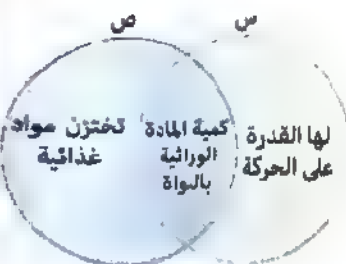 س
ص
لها القدرة
على الحركة
كمية المادة
الوراثية
بالنواة
تختزن مواد
غذائية